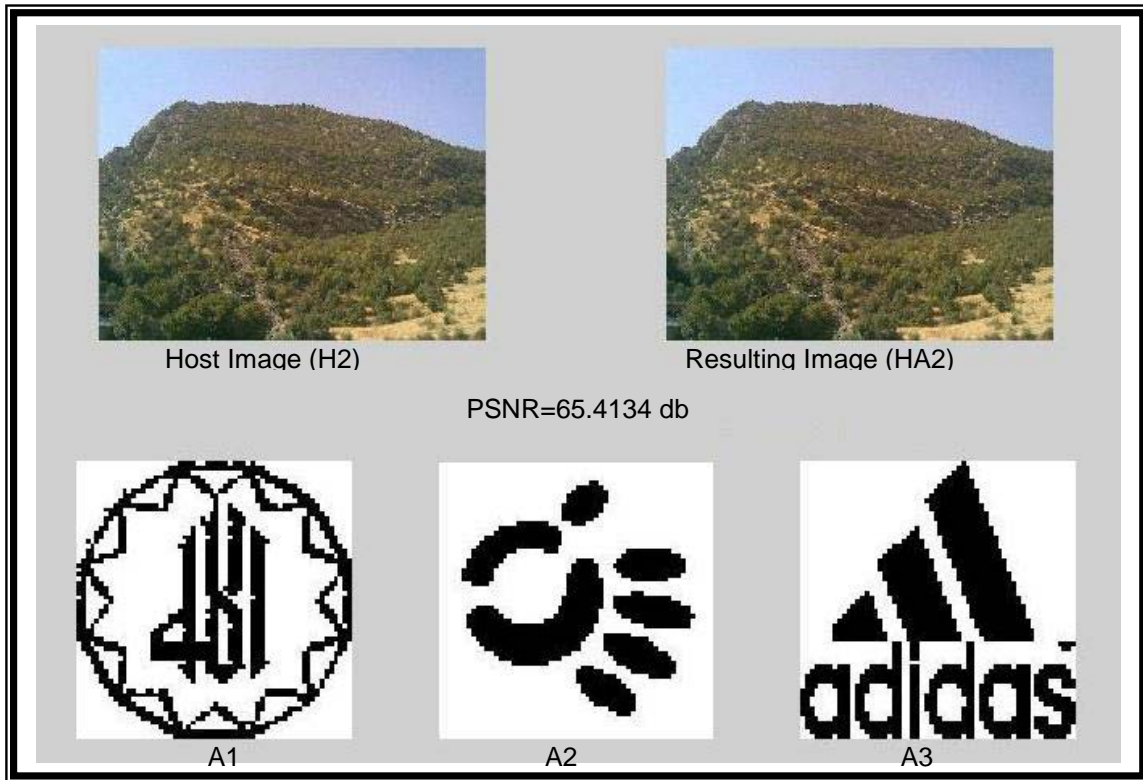 Host Image (H2)
Resulting Image (HA2)
PSNR=65.4134 db
adidas
A1
A2
A3